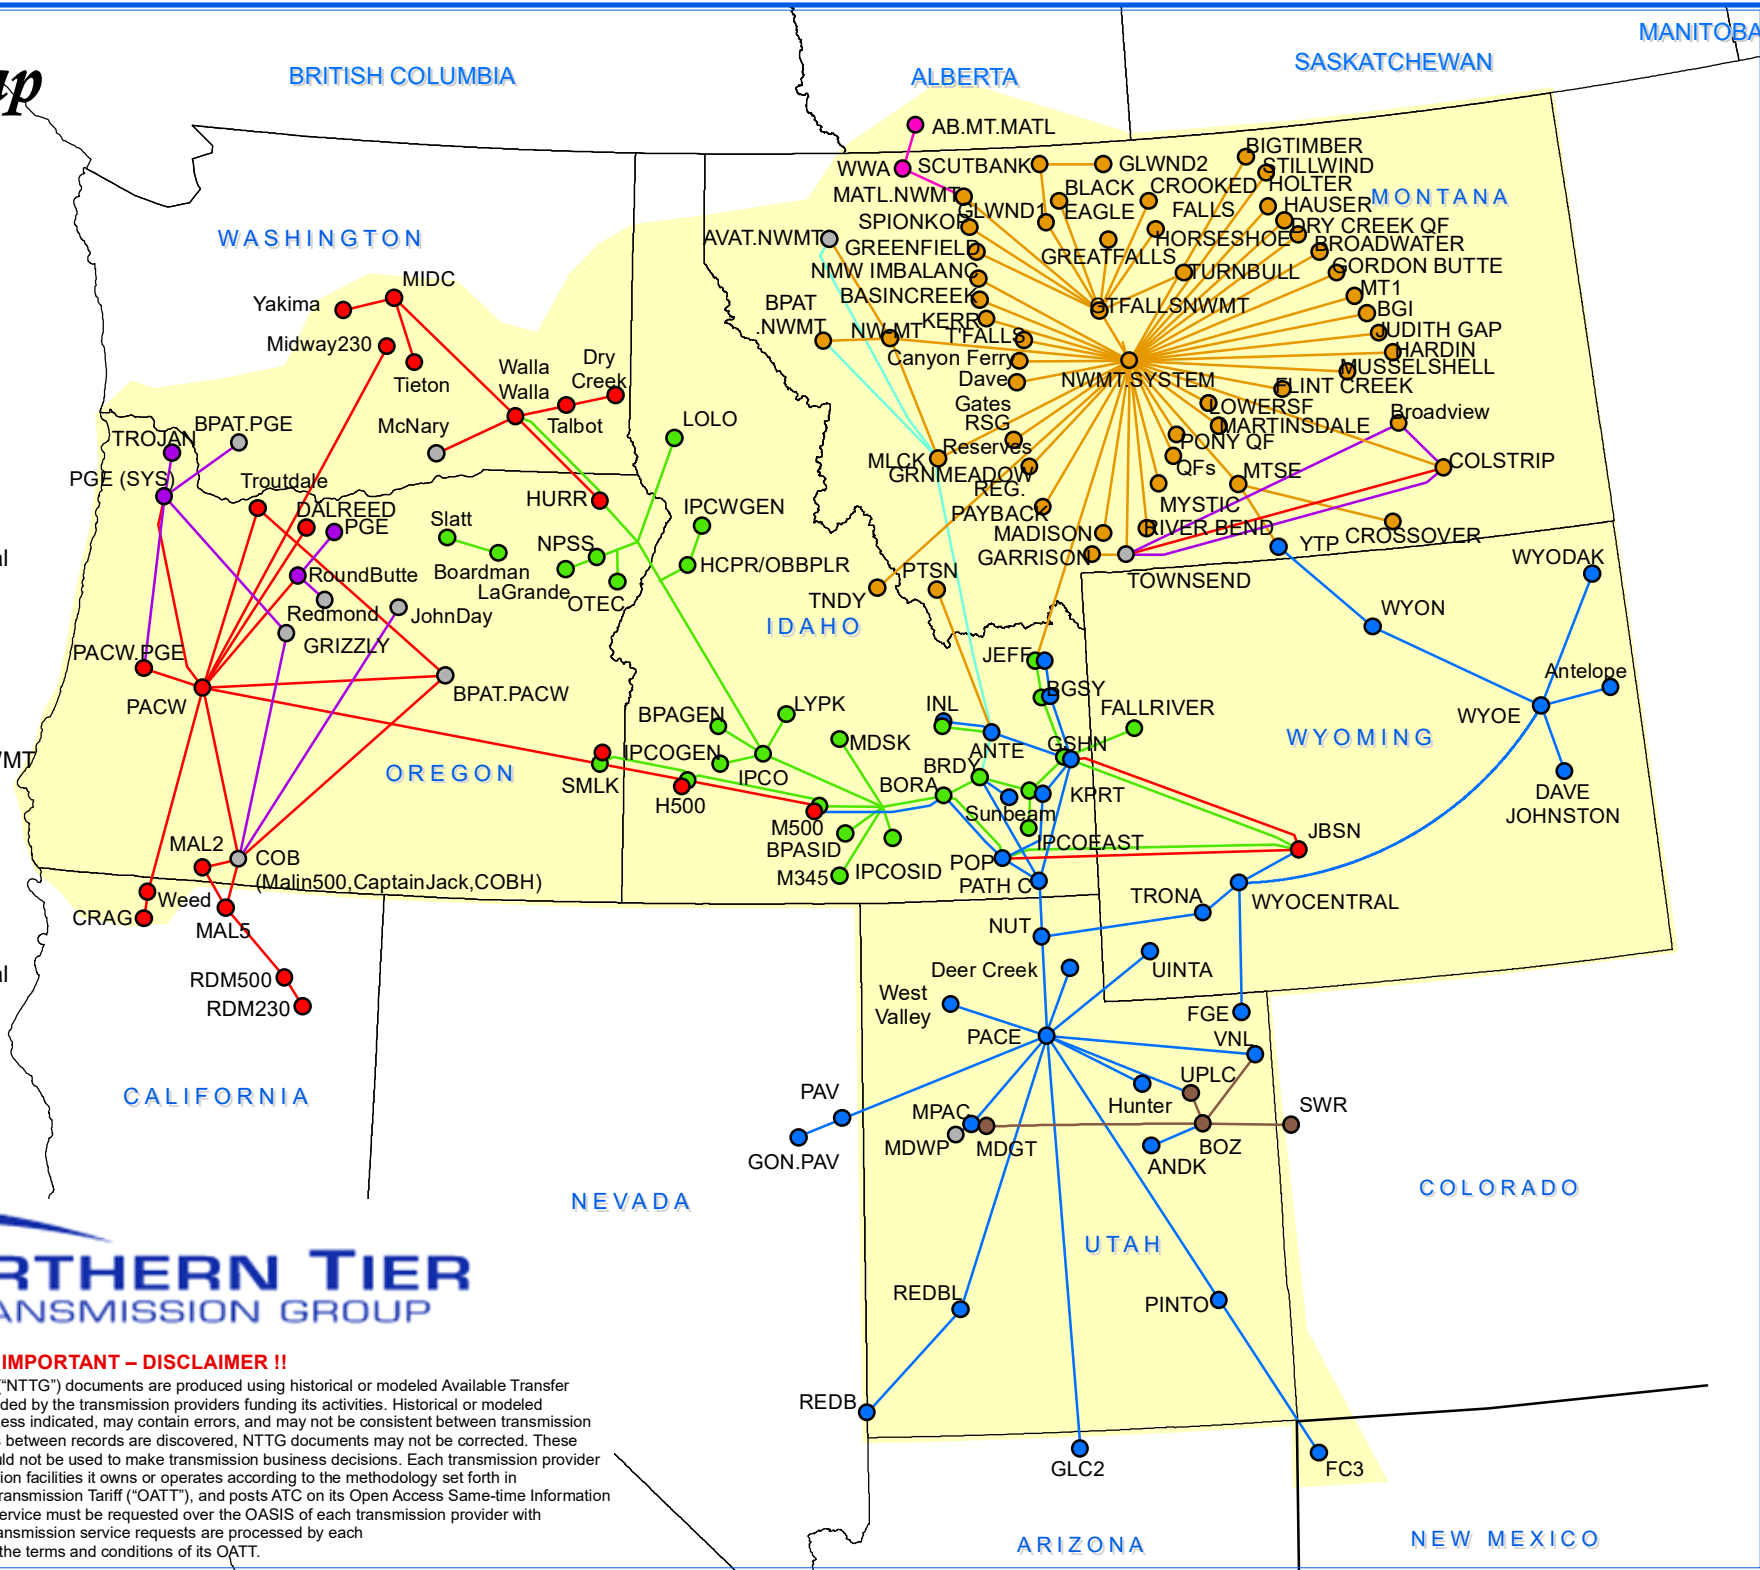 MANITOBA
SASKATCHEWAN
BRITISH COLUMBIA
ALBERTA
up
AB.MT.MATL
BIGTIMBER
WWA
SCUTBANK
GLWND2
STILLWIND
MATL.NWMT
BLACK
EAGLE
CROOKED
FALLS
HOLTER
MONTANA
GLWND1
HAUSER
SPIONKOP
DRY CREEK QF
WASHINGTON
AVAT.NWMT
HORSESHOE
BROADWATER
GREENFIELD
GREATFALLS
GORDON BUTTE
NMW IMBALANC
TURNBULL
MIDC
MT1
BASINCREEK
Yakima
BPAT
.NWMT
GTFALLSNWMT
BGI
KERR
NW-MT
T'FALLS
JUDITH GAP
Midway230
HARDIN
Canyon Ferry
Walla
Walla
Dry
Creek
MUSSELSHELL
Tieton
Dave
Gates
NWMT.SYSTEM
FLINT CREEK
LOWERSF
Broadview
BPAT.PGE
McNary
Talbot
LOLO
RSG
Reserves
MARTINSDALE
TROJAN
PONY QF
MLCK
COLSTRIP
PGE (SYS)
Troutdale
GRNMEADOW
QFs
MTSE
HURR
REG.
PAYBACK
MYSTIC
DALREED
PGE
Slatt
IPCWGEN
MADISON
RIVER BEND
CROSSOVER
NPSS
YTP
GARRISON
WYODAK
al
HCPR/OBBPLR
Boardman
RoundButte
PTSN
TOWNSEND
LaGrande
OTEC
TNDY
Redmond
JohnDay
IDAHO
WYON
GRIZZLY
PACW.PGE
JEFF
Antelope
BPAT.PACW
BGSY
PACW
LYPK
INL
FALLRIVER
BPAGEN
WYOE
WYOMING
MDSK
VMT
IPCOGEN
ANTE
GSHN
OREGON
BRDY
IPCO
SMLK
BORA
KPRT
DAVE
JOHNSTON
H500
Sunbeam
M500
JBSN
MAL2
IPCOEAST
BPASID
COB
(Malin500,CaptainJack,COBH)
POP
IPCOSID
M345
PATH C
TRONA
Weed
WYOCENTRAL
CRAG
MAL5
NUT
al
RDM500
Deer Creek
UINTA
RDM230
West
Valley
FGE
PACE
VNL
UPLC
CALIFORNIA
PAV
Hunter
MPAC
SWR
MDWP
MDGT
BOZ
GON.PAV
ANDK
NEVADA
COLORADO
UTAH
RTHERN TIER
ANSMISSION GROUP
REDBL
PINTO
IMPORTANT – DISCLAIMER !!
(“NTTG”) documents are produced using historical or modeled Available Transfer
ded by the transmission providers funding its activities. Historical or modeled
ess indicated, may contain errors, and may not be consistent between transmission
s between records are discovered, NTTG documents may not be corrected. These
uld not be used to make transmission business decisions. Each transmission provider
sion facilities it owns or operates according to the methodology set forth in
Transmission Tariff (“OATT”), and posts ATC on its Open Access Same-time Information
service must be requested over the OASIS of each transmission provider with
ansmission service requests are processed by each
the terms and conditions of its OATT.
REDB
GLC2
FC3
ARIZONA
NEW MEXICO